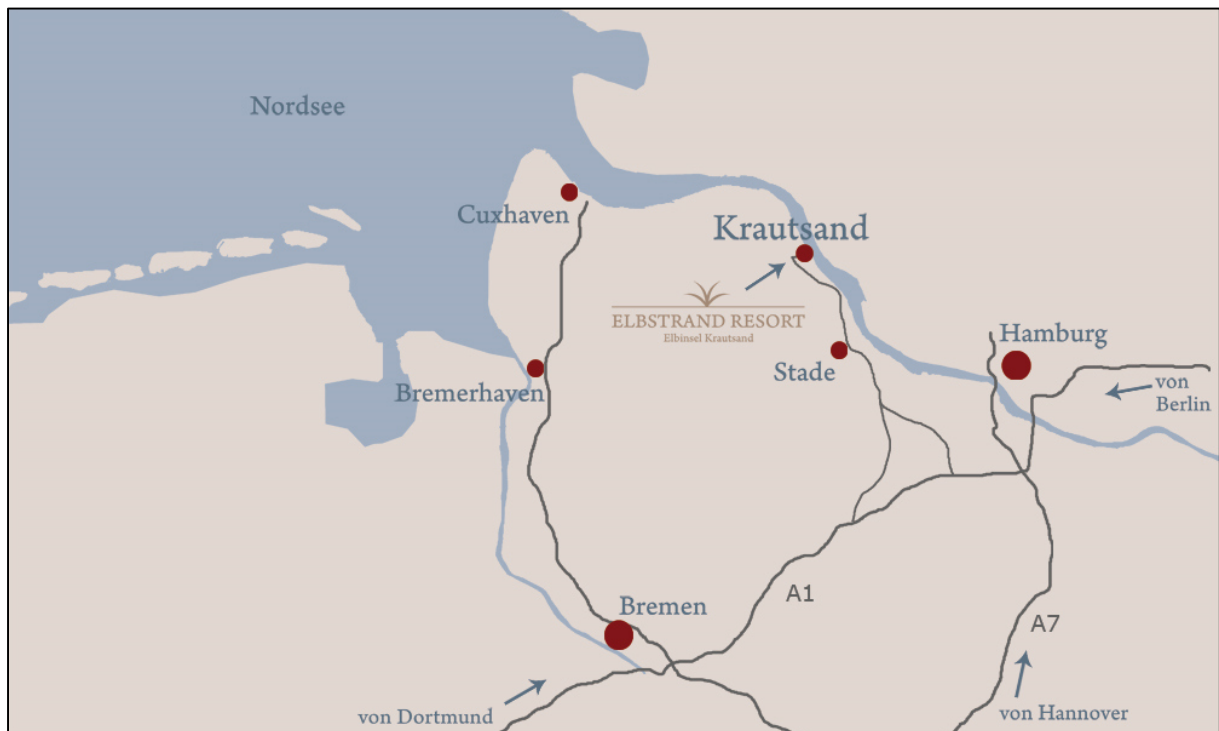 Nordsee
Cuxhaven
Krautsand
ELBSTRAND RESORT
Elbinsel Krautsand
Hamburg
Stade
Bremerhaven
von
Berlin
A1
Bremen
A7
von Dortmund
von Hannover